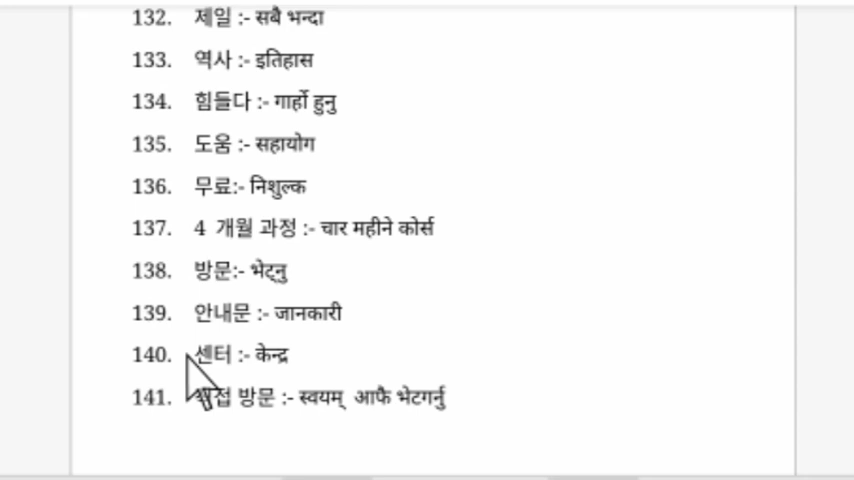 132. 제일 :- सबै भन्दा
133. 역사 :- इतिहास
134. 힘들다 :- गार्हो हुनु
135. 도움 :- सहायोग
136. 무료:- निशुल्क
137. 4 개월 과정 :- चार महीने कोर्स
138. 방문:- भेट्नु
139. 안내문 :- जानकारी
140. 센터 :- केन्द्र
141. 방문 :- स्वयम् आफै भेटगर्नु